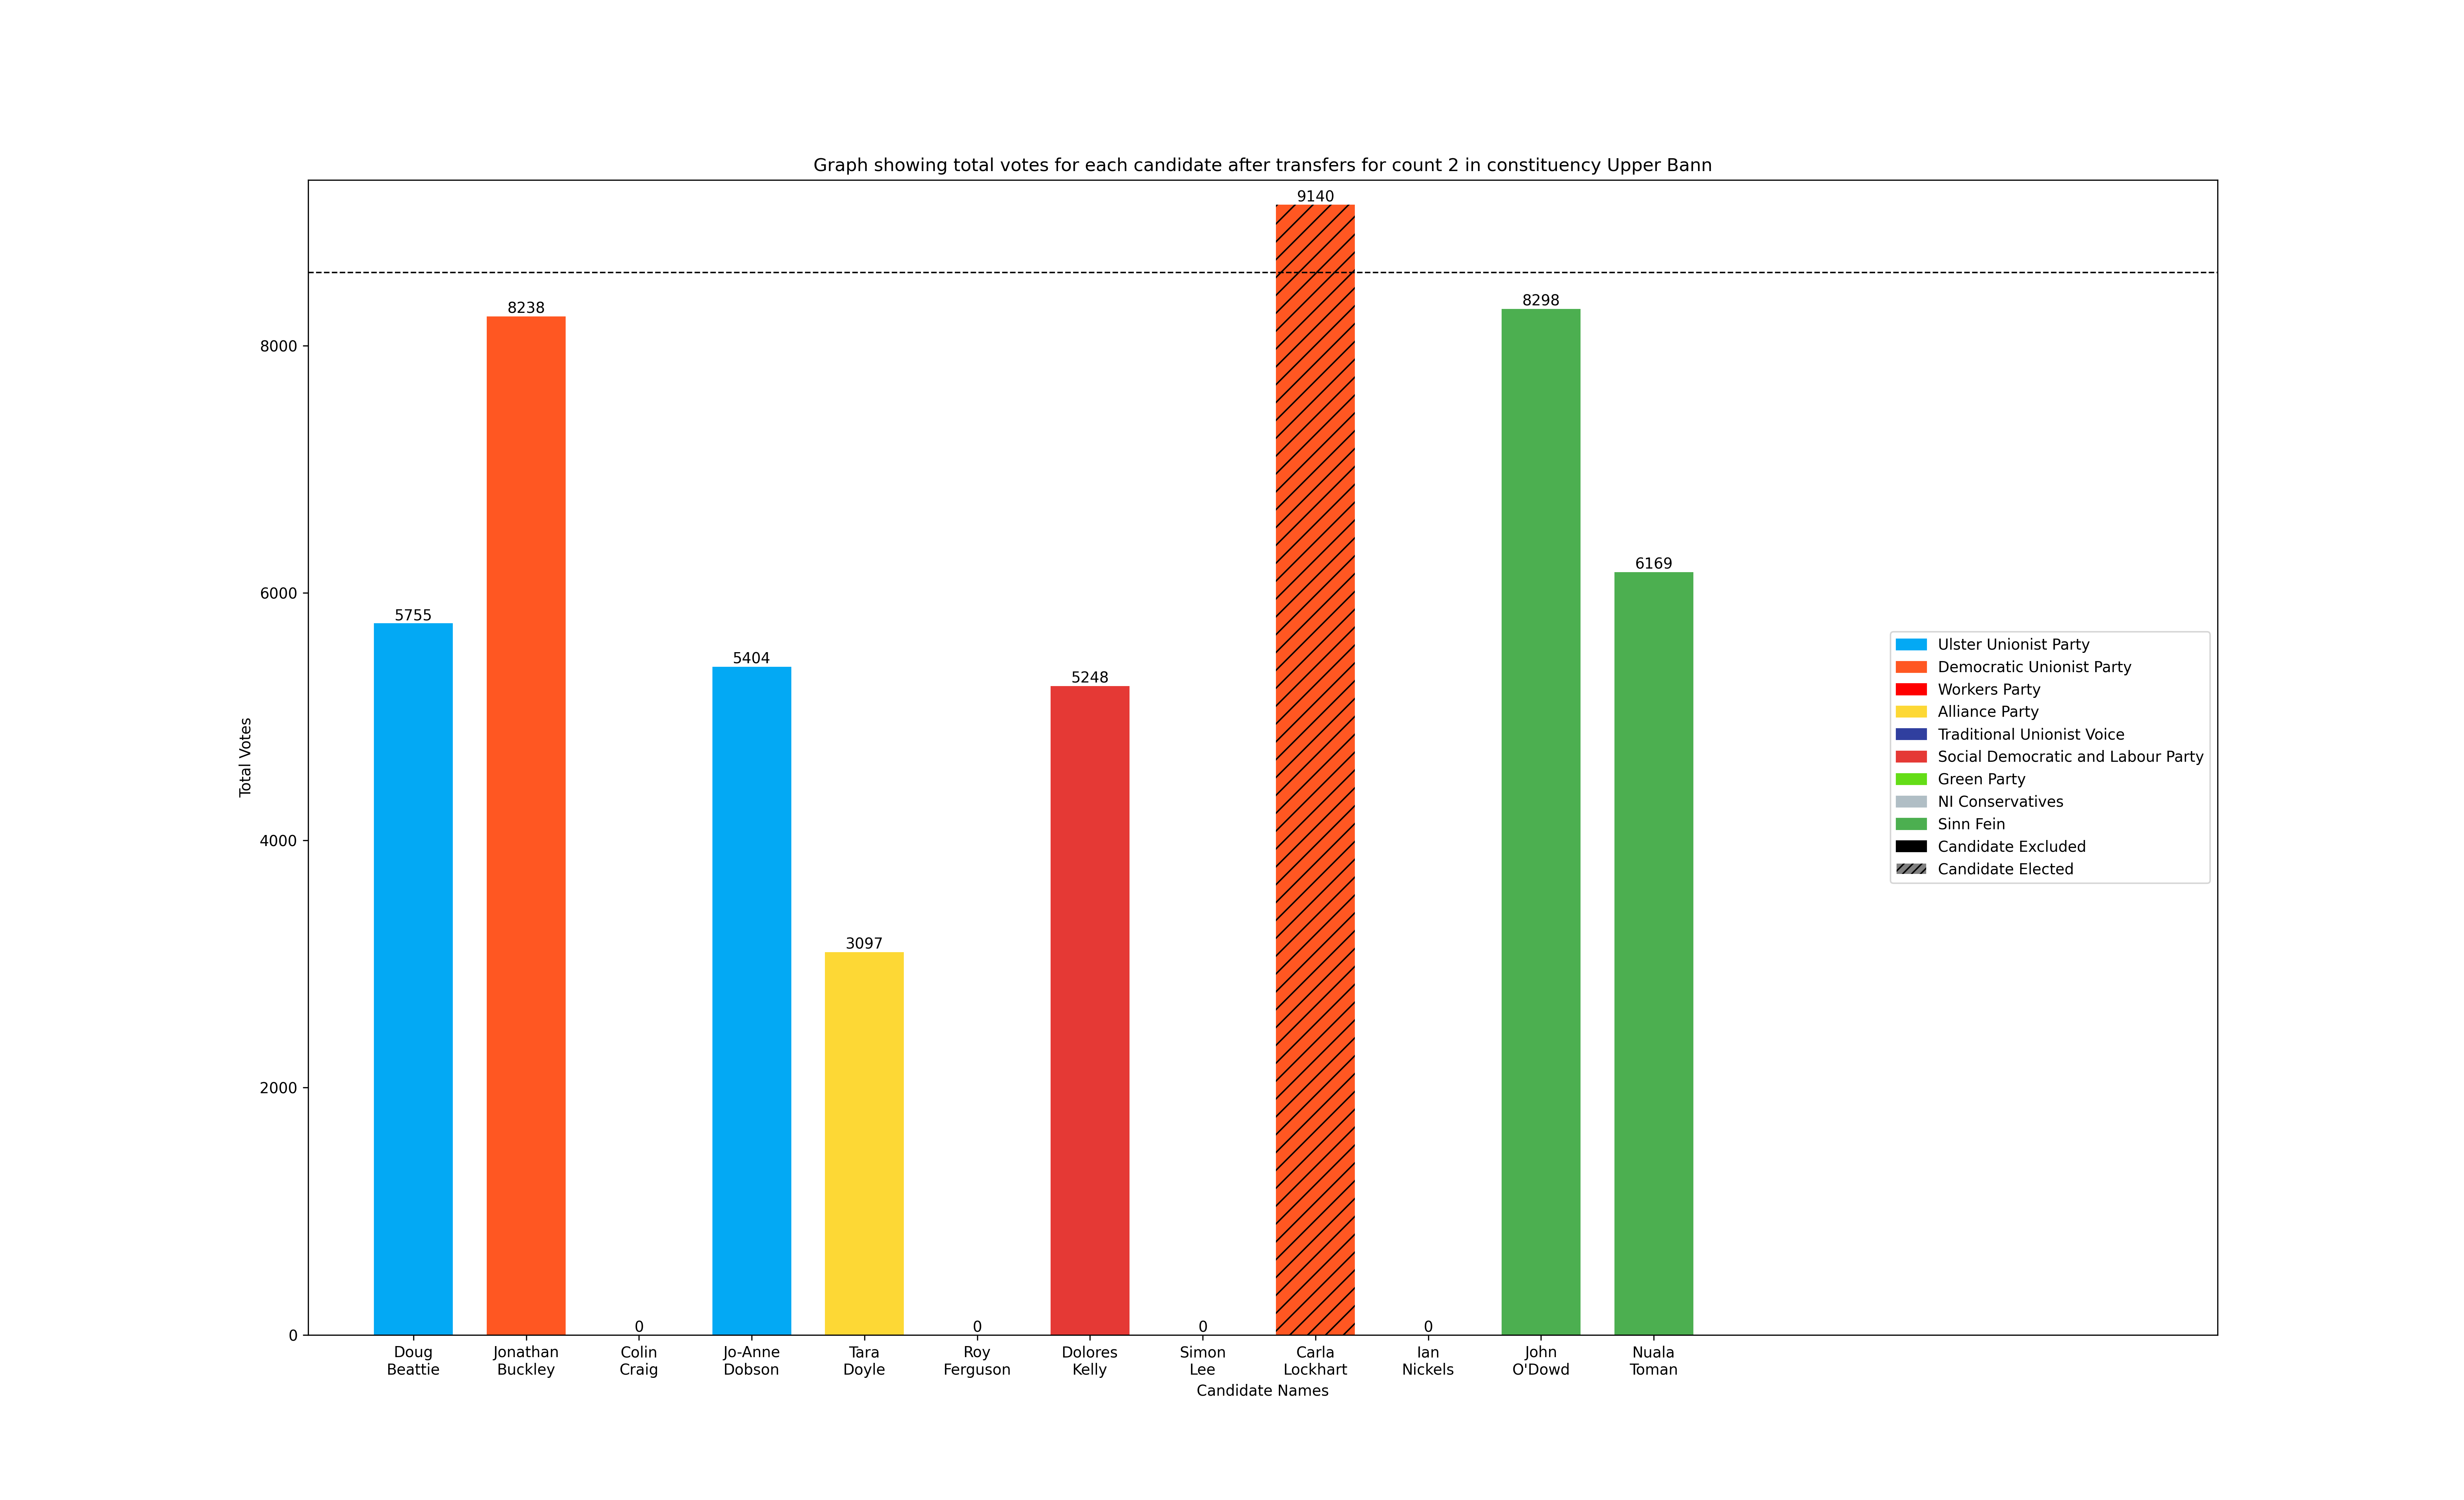 Graph showing total votes for each candidate after transfers for count 2 in constituency Upper Bann
Total Votes
8000
6000
4000
2000
0
5755
8238
0
5404
3097
0
5248
0
9140
0
8298
6169
Doug
Beattie
Jonathan
Buckley
Colin
Craig
Jo-Anne
Dobson
Tara
Doyle
Roy
Ferguson
Dolores
Kelly
Simon
Lee
Carla
Lockhart
Ian
Nickels
John
O'Dowd
Nuala
Toman
Candidate Names
Ulster Unionist Party
Democratic Unionist Party
Workers Party
Alliance Party
Traditional Unionist Voice
Social Democratic and Labour Party
Green Party
NI Conservatives
Sinn Fein
Candidate Excluded
Candidate Elected